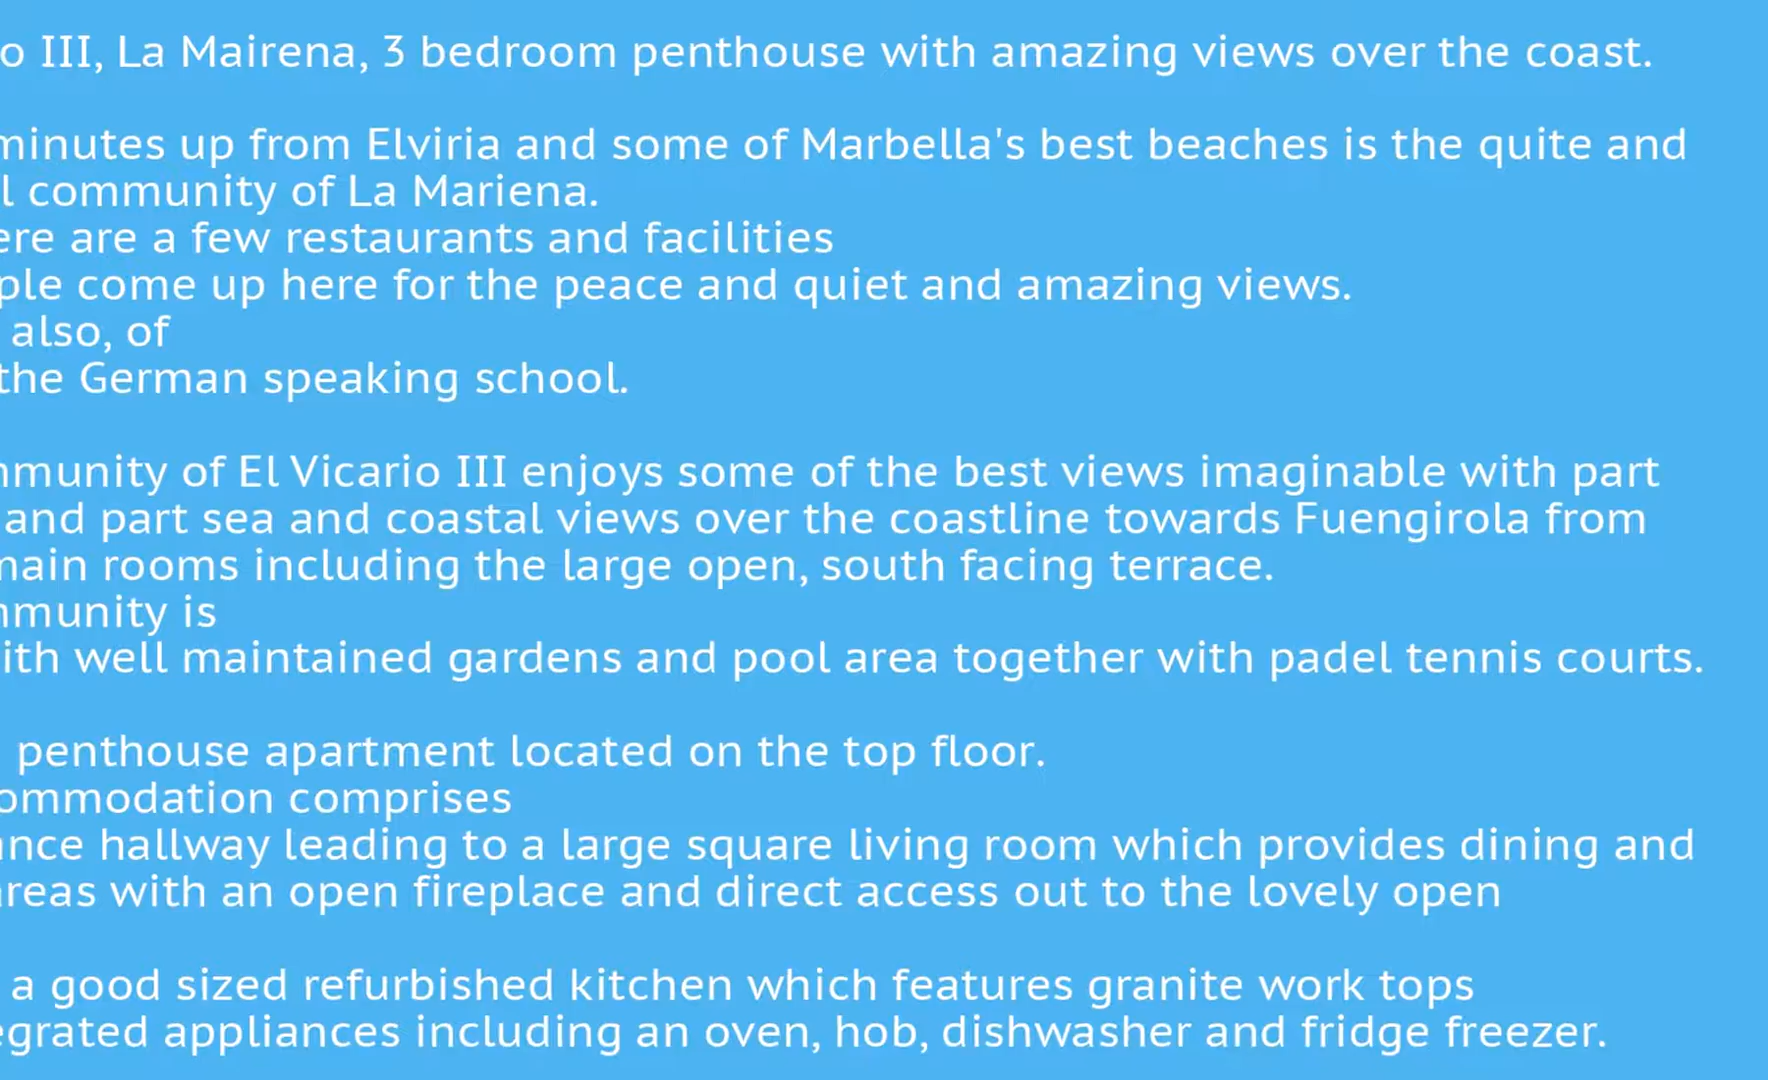 o III, La Mairena, 3 bedroom penthouse with amazing views over the coast.
minutes up from Elviria and some of Marbella's best beaches is the quite and
l community of La Mariena.
ere are a few restaurants and facilities
ple come up here for the peace and quiet and amazing views.
also, of
the German speaking school.
mmunity of El Vicario III enjoys some of the best views imaginable with part
and part sea and coastal views over the coastline towards Fuengirola from
main rooms including the large open, south facing terrace.
mmunity is
ith well maintained gardens and pool area together with padel tennis courts.
penthouse apartment located on the top floor.
ommodation comprises
ance hallway leading to a large square living room which provides dining and
areas with an open fireplace and direct access out to the lovely open
a good sized refurbished kitchen which features granite work tops
egrated appliances including an oven, hob, dishwasher and fridge freezer.